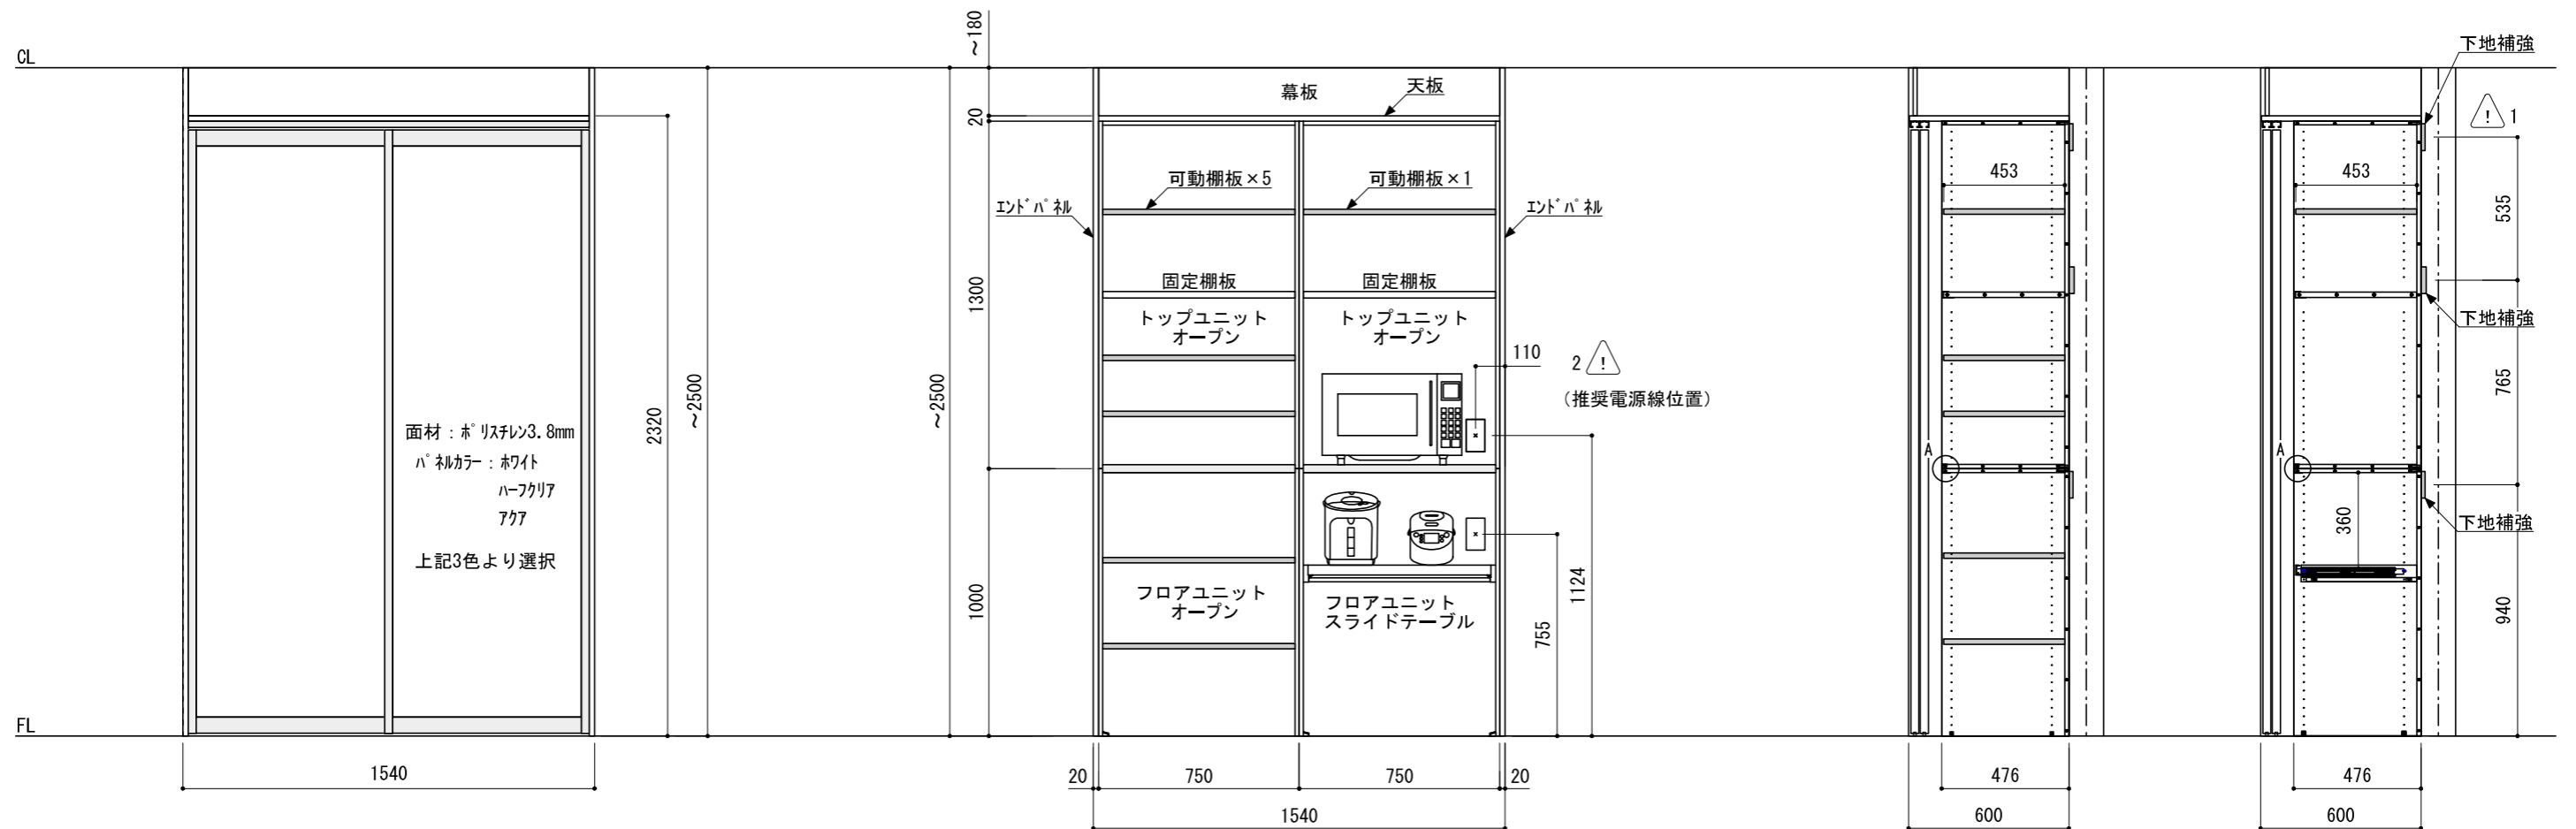 CL
FL
面材：ﾎﾟﾘｽﾁﾚﾝ3.8mm
ﾊﾟﾈﾙｶﾗｰ：ﾎﾜｲﾄ
ﾊｰﾌｸﾘｱ
ｱｸｱ
上記3色より選択
2320
～2500
1540
～2500
～180
20
1300
1000
幕板
天板
可動棚板×5
可動棚板×1
ｴﾝﾄﾞﾊﾟﾈﾙ
ｴﾝﾄﾞﾊﾟﾈﾙ
固定棚板
固定棚板
トップユニット
オープン
トップユニット
オープン
110
2 !
（推奨電源線位置）
フロアユニット
オープン
フロアユニット
スライドテーブル
755
1124
20
750
750
20
1540
453
A
476
600
453
A
360
476
600
下地補強
! 1
535
下地補強
765
下地補強
940